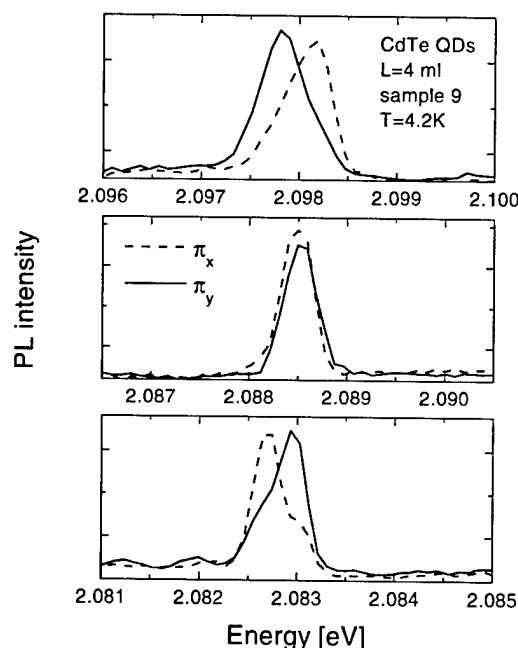 CdTe QDs
L=4 ml
sample 9
T=4.2K
2.096 2.097 2.098 2.099 2.100
π_x
π_y
PL intensity
2.087 2.088 2.089 2.090
2.081 2.082 2.083 2.084 2.085
Energy [eV]